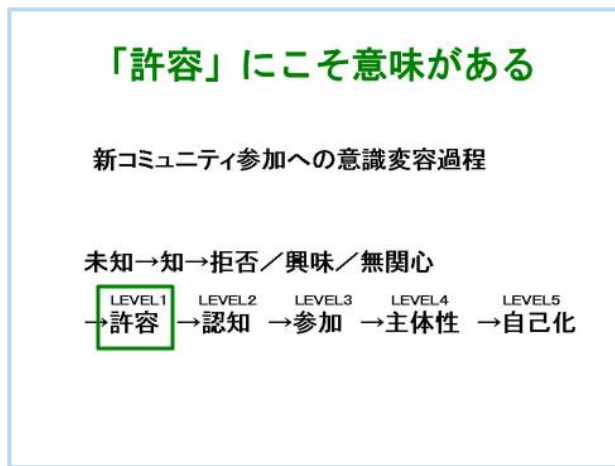 「許容」にこそ意味がある
新コミュニティ参加への意識変容過程
未知→知→拒否／興味／無関心
LEVEL1 LEVEL2 LEVEL3 LEVEL4 LEVEL5
→許容 →認知 →参加 →主体性 →自己化